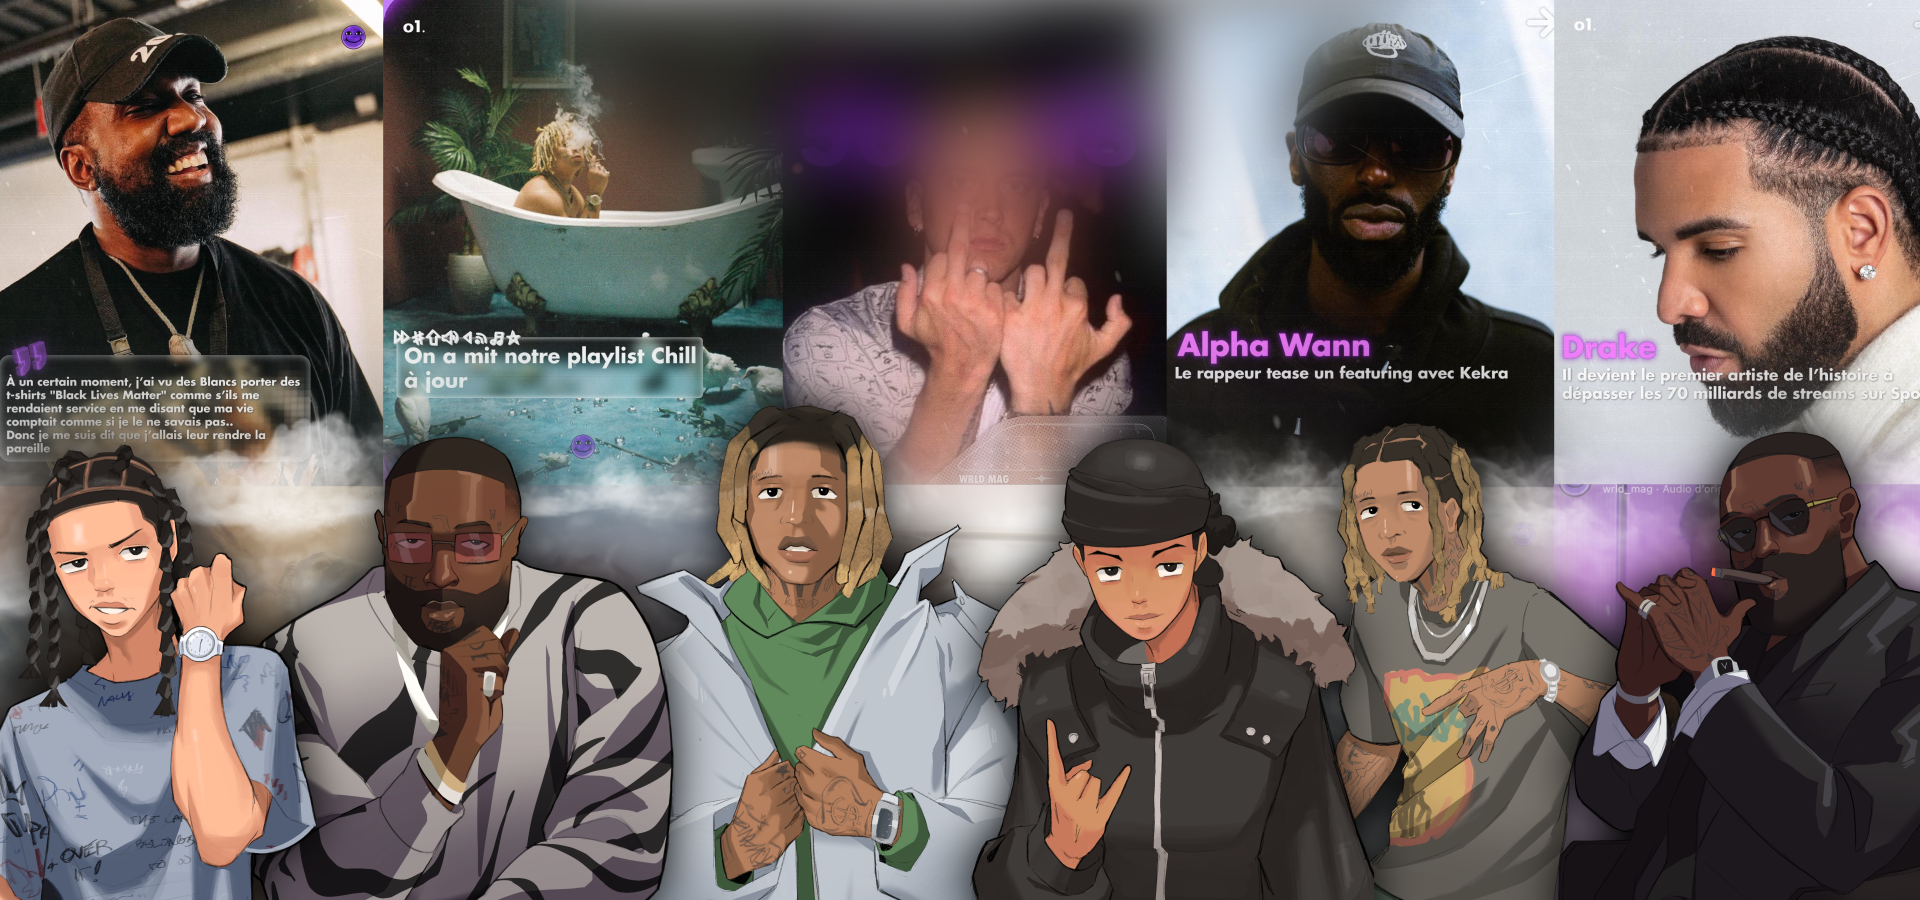 o1.
o1.
À un certain moment, j'ai vu des Blancs porter des
t-shirts "Black Lives Matter" comme s'ils me
rendaient service en me disant que ma vie
comptait comme si je le ne savais pas..
Donc je me suis dit que j'allais leur rendre la
pareille
On a mit notre playlist Chill
à jour
WRLD MAG
Alpha Wann
Le rappeur tease un featuring avec Kekra
Drake
Il devient le premier artiste de l'histoire à
dépasser les 70 milliards de streams sur Spo
wrld_mag · Audio d'ori
OVER
IT!